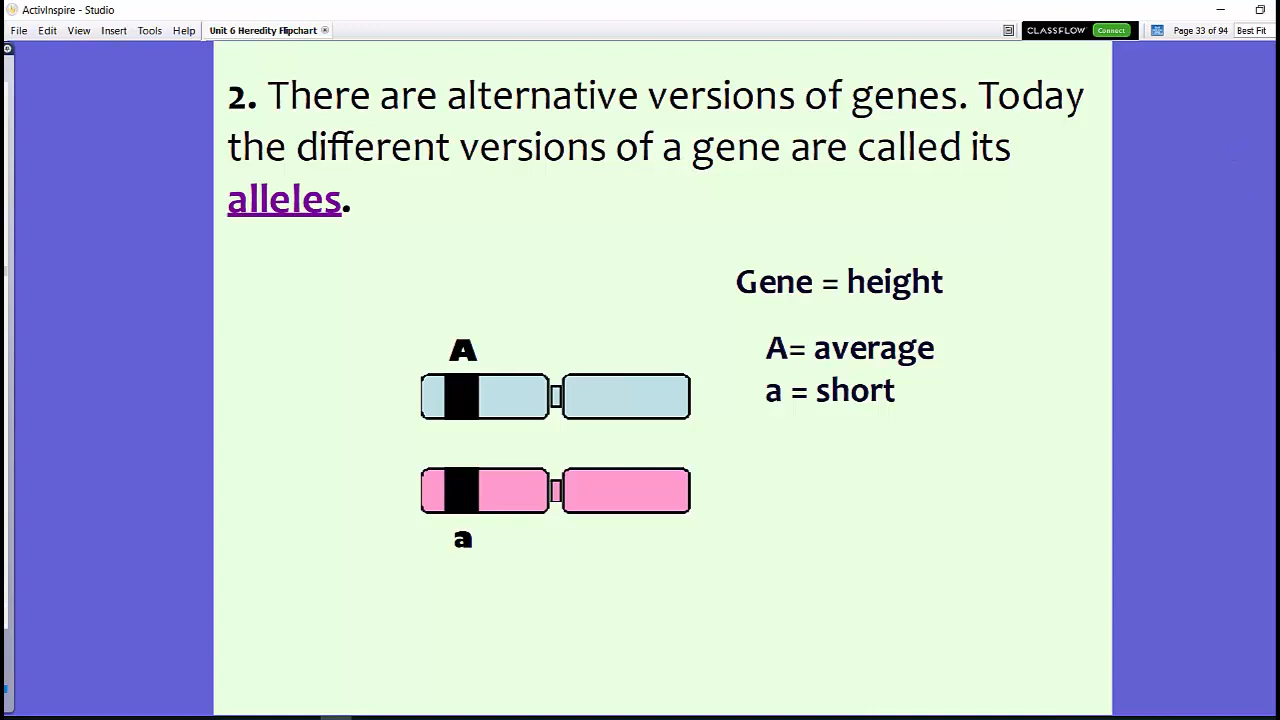 ActivInspire - Studio
File Edit View Insert Tools Help Unit 6 Heredity Flipchart CLASSFLOW Connect Page 33 of 94 Best Fit
2. There are alternative versions of genes. Today
the different versions of a gene are called its
alleles.
Gene = height
A
A= average
a = short
a